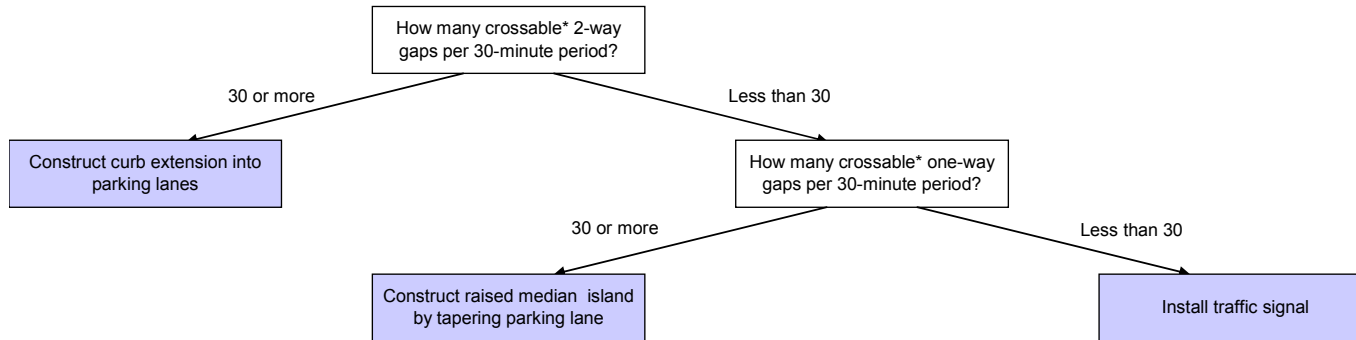 How many crossable* 2-way
gaps per 30-minute period?
30 or more
Less than 30
Construct curb extension into
parking lanes
How many crossable* one-way
gaps per 30-minute period?
30 or more
Less than 30
Construct raised median island
by tapering parking lane
Install traffic signal